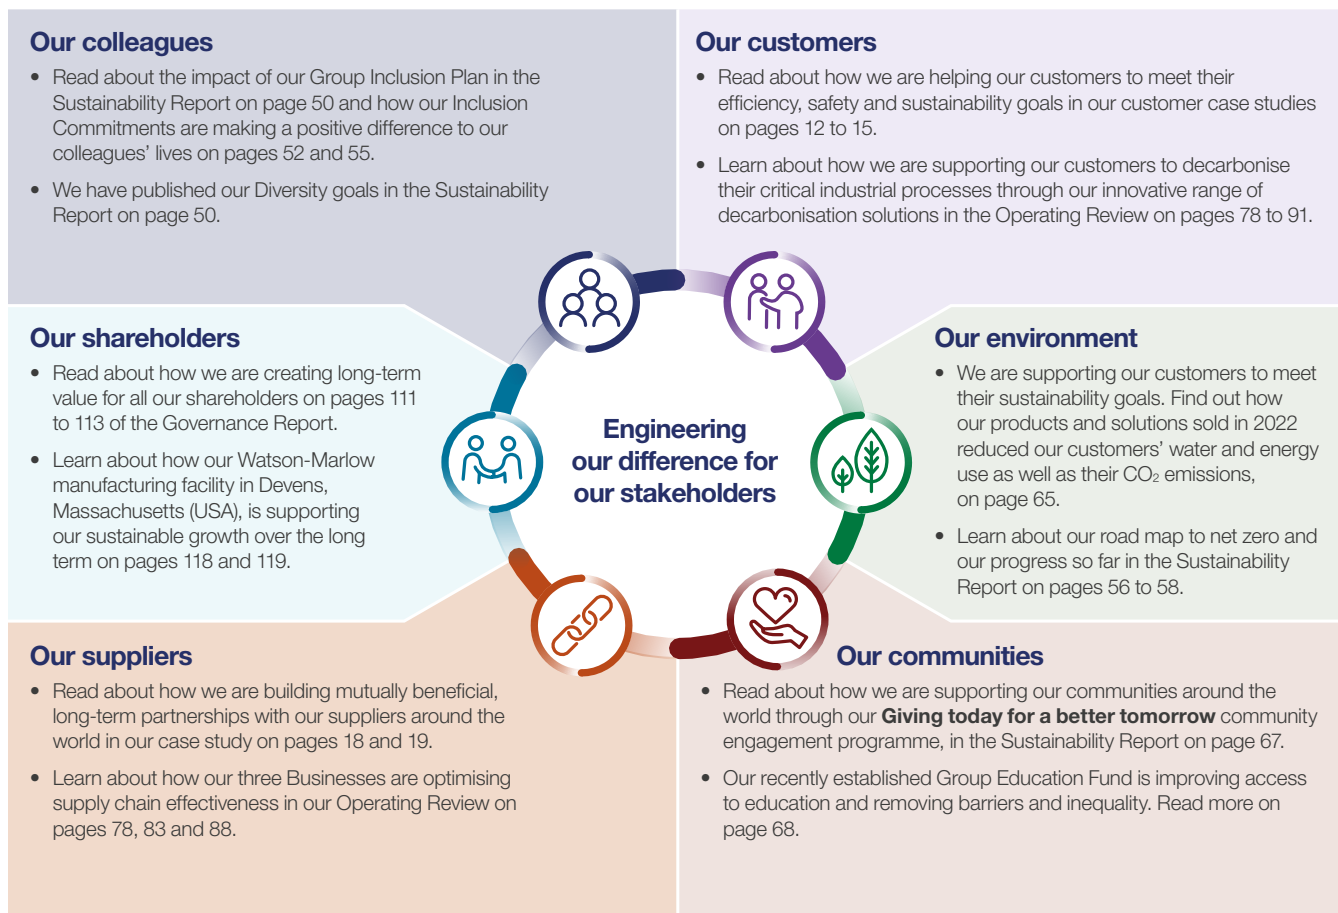 Our colleagues
• Read about the impact of our Group Inclusion Plan in the
Sustainability Report on page 50 and how our Inclusion
Commitments are making a positive difference to our
colleagues' lives on pages 52 and 55.
• We have published our Diversity goals in the Sustainability
Report on page 50.
Our customers
• Read about how we are helping our customers to meet their
efficiency, safety and sustainability goals in our customer case studies
on pages 12 to 15.
• Learn about how we are supporting our customers to decarbonise
their critical industrial processes through our innovative range of
decarbonisation solutions in the Operating Review on pages 78 to 91.
Our shareholders
• Read about how we are creating long-term
value for all our shareholders on pages 111
to 113 of the Governance Report.
• Learn about how our Watson-Marlow
manufacturing facility in Devens,
Massachusetts (USA), is supporting
our sustainable growth over the long
term on pages 118 and 119.
Engineering
our difference for
our stakeholders
Our environment
• We are supporting our customers to meet
their sustainability goals. Find out how
our products and solutions sold in 2022
reduced our customers' water and energy
use as well as their CO₂ emissions,
on page 65.
• Learn about our road map to net zero and
our progress so far in the Sustainability
Report on pages 56 to 58.
Our suppliers
• Read about how we are building mutually beneficial,
long-term partnerships with our suppliers around the
world in our case study on pages 18 and 19.
• Learn about how our three Businesses are optimising
supply chain effectiveness in our Operating Review on
pages 78, 83 and 88.
Our communities
• Read about how we are supporting our communities around the
world through our Giving today for a better tomorrow community
engagement programme, in the Sustainability Report on page 67.
• Our recently established Group Education Fund is improving access
to education and removing barriers and inequality. Read more on
page 68.